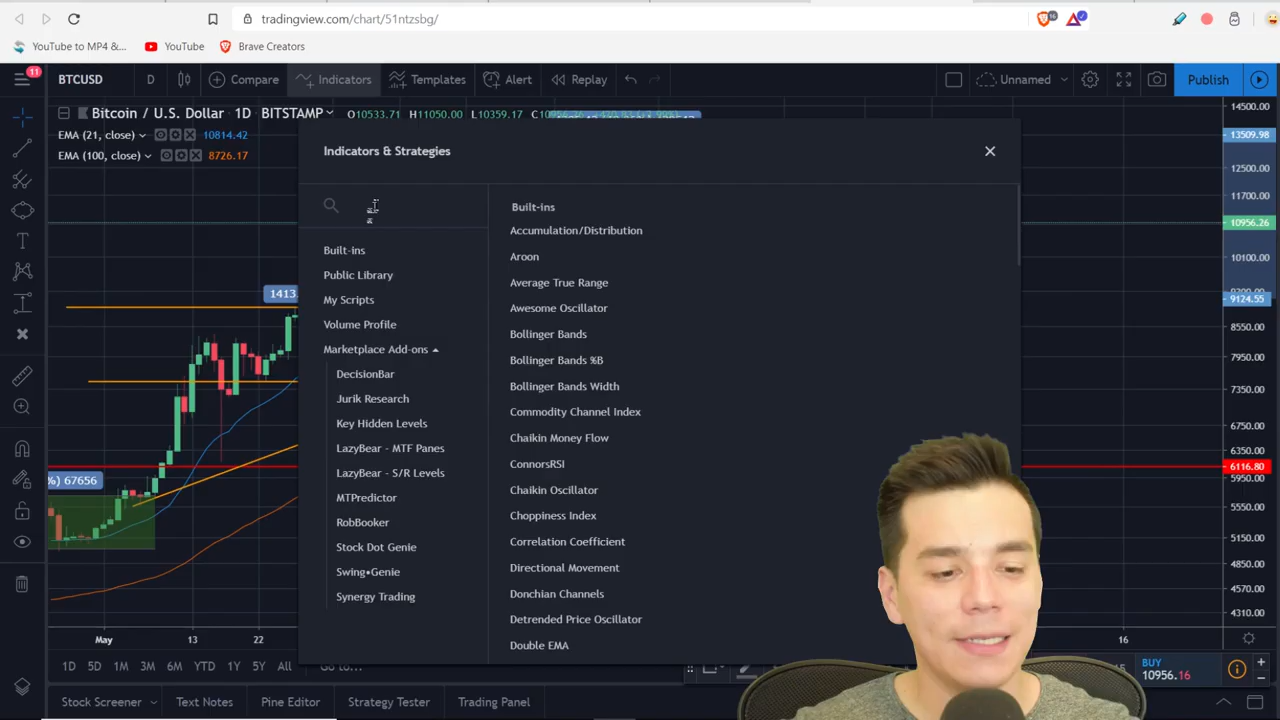 tradingview.com/chart/51ntzsbg/
16
YouTube to MP4 &...
YouTube
Brave Creators
11
BTCUSD
D
Compare
Indicators
Templates
Alert
Replay
Unnamed
Publish
Bitcoin / U.S. Dollar 1D BITSTAMP
O10533.71 H11050.00 L10359.17
EMA (21, close) 10814.42
EMA (100, close) 8726.17
Indicators & Strategies
Built-ins
Public Library
My Scripts
Volume Profile
Marketplace Add-ons
DecisionBar
Jurik Research
Key Hidden Levels
LazyBear - MTF Panes
LazyBear - S/R Levels
MTPredictor
RobBooker
Stock Dot Genie
Swing•Genie
Synergy Trading
Built-ins
Accumulation/Distribution
Aroon
Average True Range
Awesome Oscillator
Bollinger Bands
Bollinger Bands %B
Bollinger Bands Width
Commodity Channel Index
Chaikin Money Flow
ConnorsRSI
Chaikin Oscillator
Choppiness Index
Correlation Coefficient
Directional Movement
Donchian Channels
Detrended Price Oscillator
Double EMA
1413
%) 67656
14500.00
13509.98
12500.00
11700.00
10956.26
10100.00
9124.55
8550.00
7950.00
7350.00
6750.00
6350.00
6116.80
5950.00
5550.00
5150.00
4850.00
4570.00
4310.00
May
13
22
16
1D 5D 1M 3M 6M YTD 1Y 5Y All
Go to...
BUY
10956.16
Stock Screener
Text Notes
Pine Editor
Strategy Tester
Trading Panel